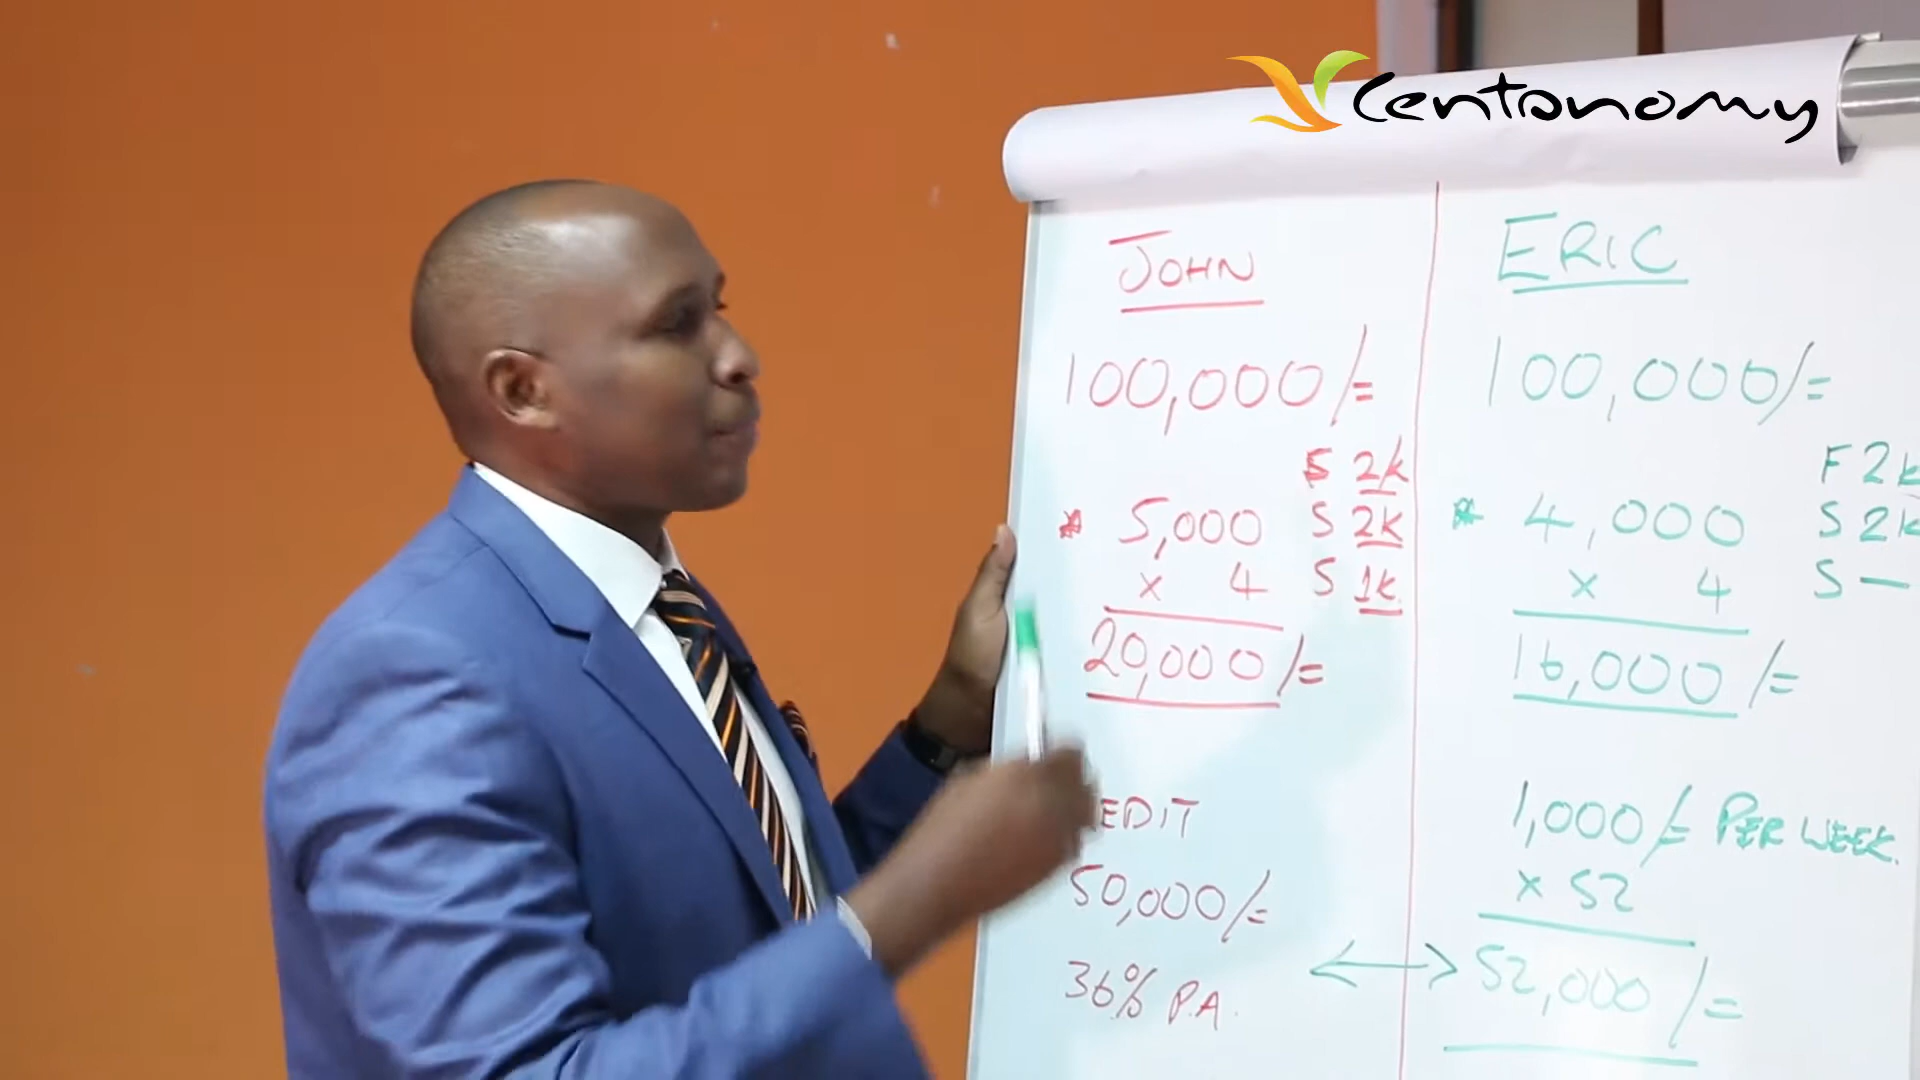 Centonomy
JOHN
100,000/=
S 2k
* 5,000 S 2k
x 4 S 1k.
20,000/=
EDIT
50,000/=
36% P.A.
ERIC
100,000/=
F 2k
* 4,000 S 2k
x 4 S —
16,000/=
1,000/= PER WEEK.
x 52
52,000/=